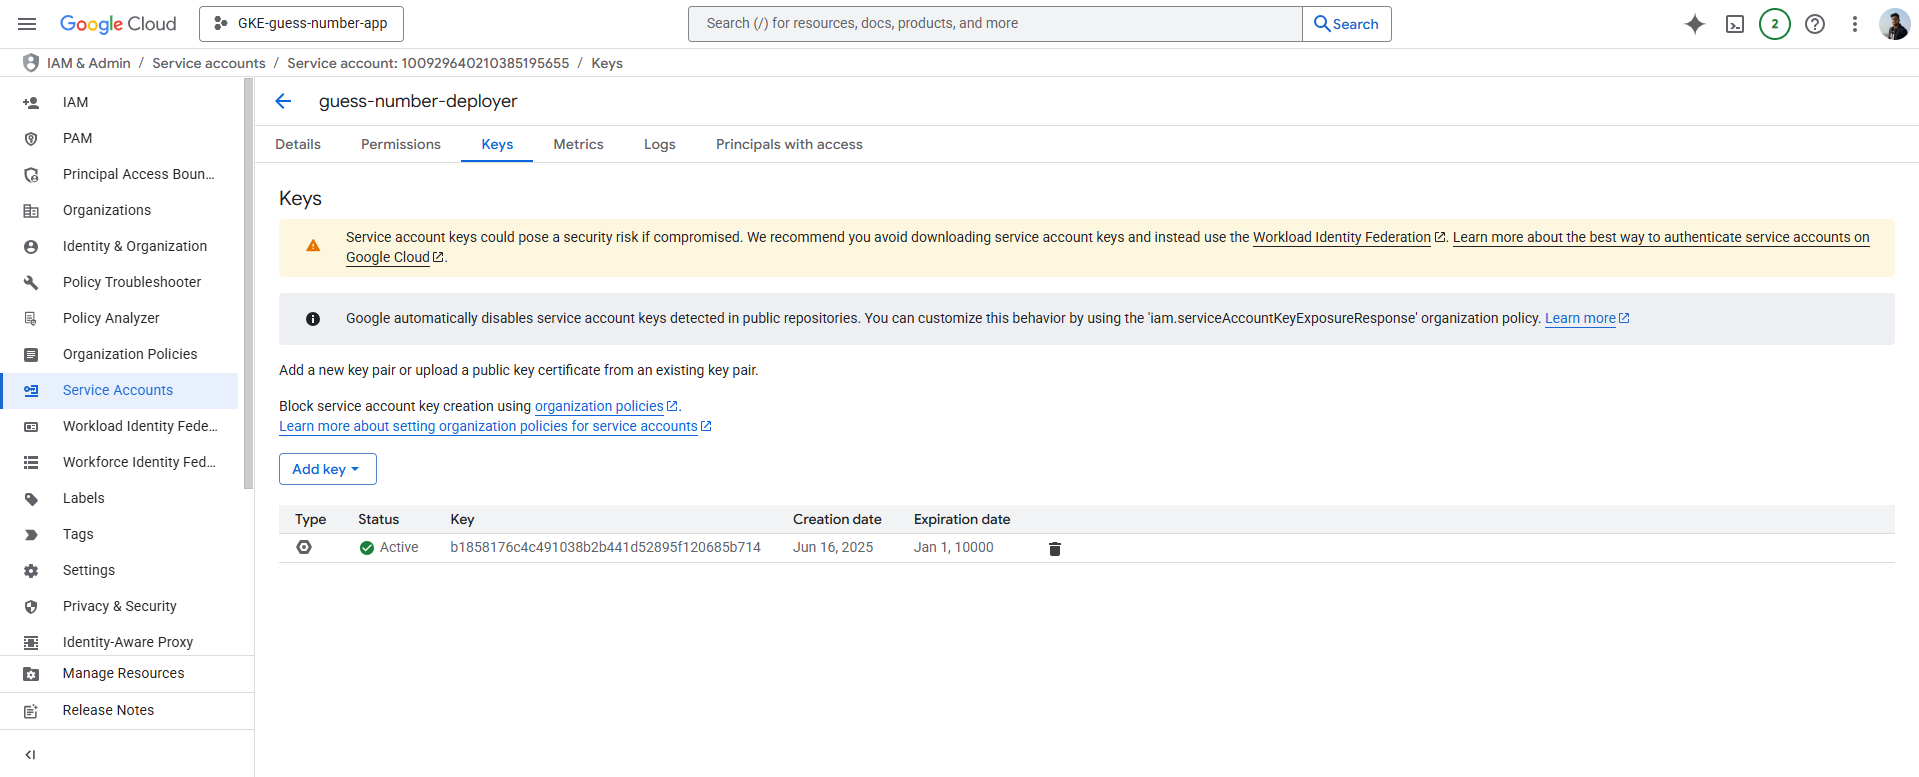 Google Cloud
GKE-guess-number-app
Search (/) for resources, docs, products, and more
Search
2
IAM & Admin / Service accounts / Service account: 100929640210385195655 / Keys
IAM
PAM
Principal Access Boun...
Organizations
Identity & Organization
Policy Troubleshooter
Policy Analyzer
Organization Policies
Service Accounts
Workload Identity Fede...
Workforce Identity Fed...
Labels
Tags
Settings
Privacy & Security
Identity-Aware Proxy
Manage Resources
Release Notes
guess-number-deployer
Details Permissions Keys Metrics Logs Principals with access
Keys
Service account keys could pose a security risk if compromised. We recommend you avoid downloading service account keys and instead use the Workload Identity Federation. Learn more about the best way to authenticate service accounts on
Google Cloud.
Google automatically disables service account keys detected in public repositories. You can customize this behavior by using the 'iam.serviceAccountKeyExposureResponse' organization policy. Learn more
Add a new key pair or upload a public key certificate from an existing key pair.
Block service account key creation using organization policies.
Learn more about setting organization policies for service accounts
Add key
Type Status Key Creation date Expiration date
Active b1858176c4c491038b2b441d52895f120685b714 Jun 16, 2025 Jan 1, 10000